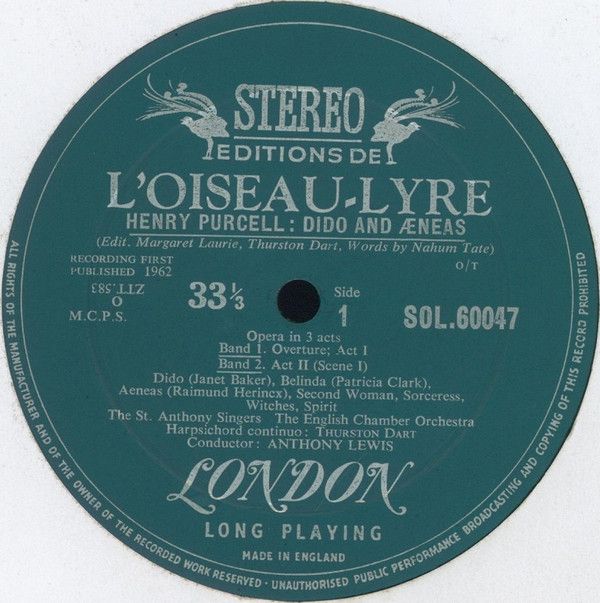 STEREO
EDITIONS DE
L'OISEAU-LYRE
HENRY PURCELL: DIDO AND ÆNEAS
(Edit. Margaret Laurie, Thurston Dart, Words by Nahum Tate)
RECORDING FIRST
PUBLISHED 1962
O/T
ZTT.583
O
M.C.P.S.
33⅓
Side
1
SOL.60047
Opera in 3 acts
Band 1. Overture; Act I
Band 2. Act II (Scene I)
Dido (Janet Baker), Belinda (Patricia Clark),
Aeneas (Raimund Herincx), Second Woman, Sorceress,
Witches, Spirit
The St. Anthony Singers The English Chamber Orchestra
Harpsichord continuo: THURSTON DART
Conductor: ANTHONY LEWIS
LONDON
LONG PLAYING
MADE IN ENGLAND
ALL RIGHTS OF THE MANUFACTURER AND OF THE OWNER OF THE RECORDED WORK RESERVED · UNAUTHORISED PUBLIC PERFORMANCE BROADCASTING AND COPYING OF THIS RECORD PROHIBITED